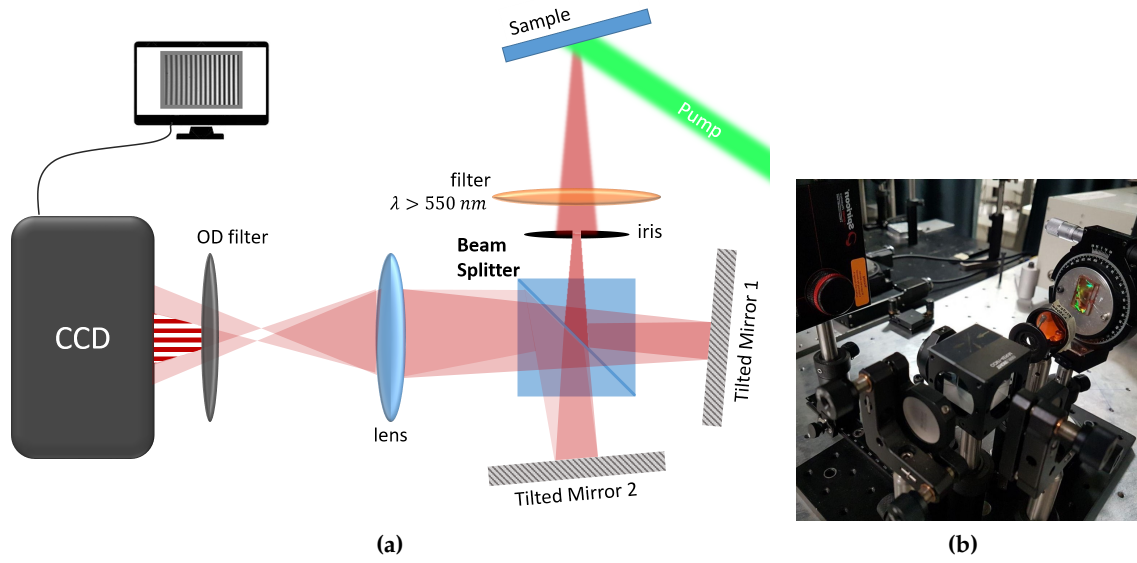 Sample
Pump
filter
λ > 550 nm
iris
OD filter
Beam
Splitter
CCD
lens
Tilted Mirror 1
Tilted Mirror 2
(a)
(b)